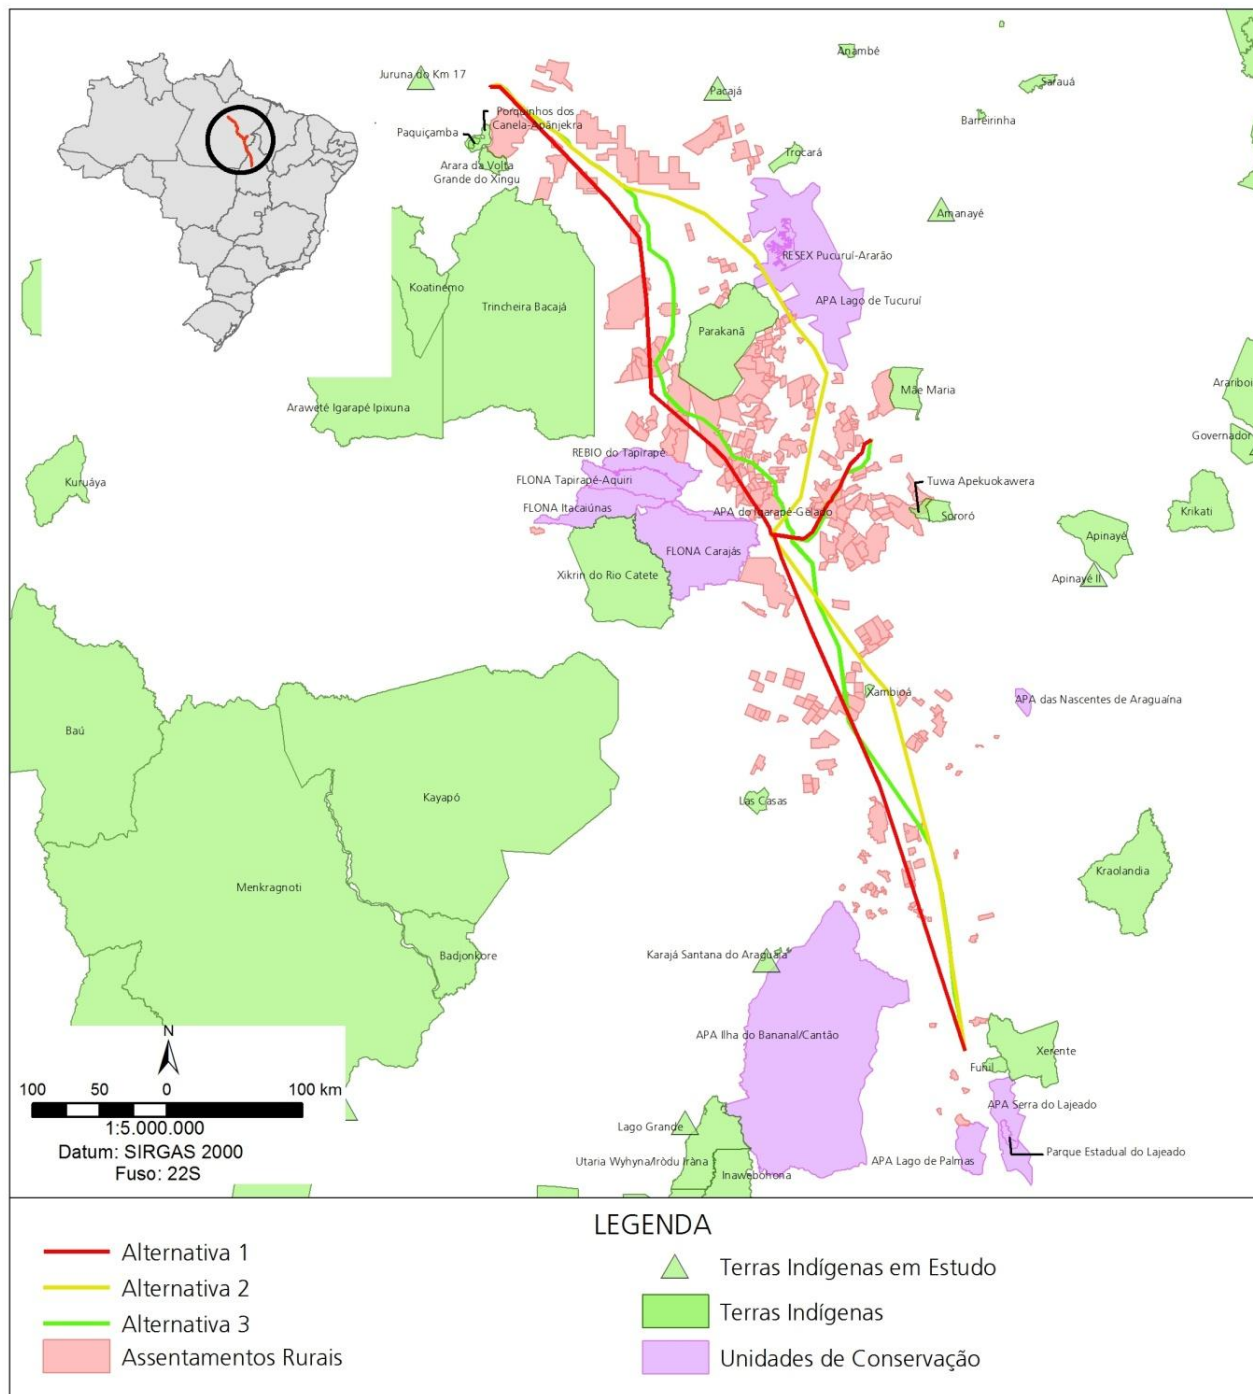 Anambé
Juruna do Km 17
Pacajá
Sarauá
Porquinhos dos
Canela-Apãnjekra
Barreirinha
Paquiçamba
Trocará
Arara da Volta
Grande do Xingu
Amanayé
RESEX Pucuruí-Ararão
Koatinemo
Trincheira Bacajá
APA Lago de Tucuruí
Parakanã
Mãe Maria
Arariboi
Araweté Igarapé Ipixuna
Governador
REBIO do Tapirapé
Kuruáya
FLONA Tapirapé-Aquiri
Tuwa Apekuokawera
FLONA Itacaiúnas
APA do Igarapé-Gelado
Sororó
Krikati
Apinayé
FLONA Carajás
Xikrin do Rio Catete
Apinayé II
Xambioá
APA das Nascentes de Araguaína
Baú
Kayapó
Las Casas
Kraolandia
Menkragnoti
Karajá Santana do Araguaia
Badjonkore
N
APA Ilha do Bananal/Cantão
Xerente
Funil
100 50 0 100 km
APA Serra do Lajeado
1:5.000.000
Lago Grande
Datum: SIRGAS 2000
Parque Estadual do Lajeado
Utaria Wyhyna/Iròdu Iràna
APA Lago de Palmas
Fuso: 22S
Inawebohona
LEGENDA
Alternativa 1
Alternativa 2
Alternativa 3
Assentamentos Rurais
Terras Indígenas em Estudo
Terras Indígenas
Unidades de Conservação